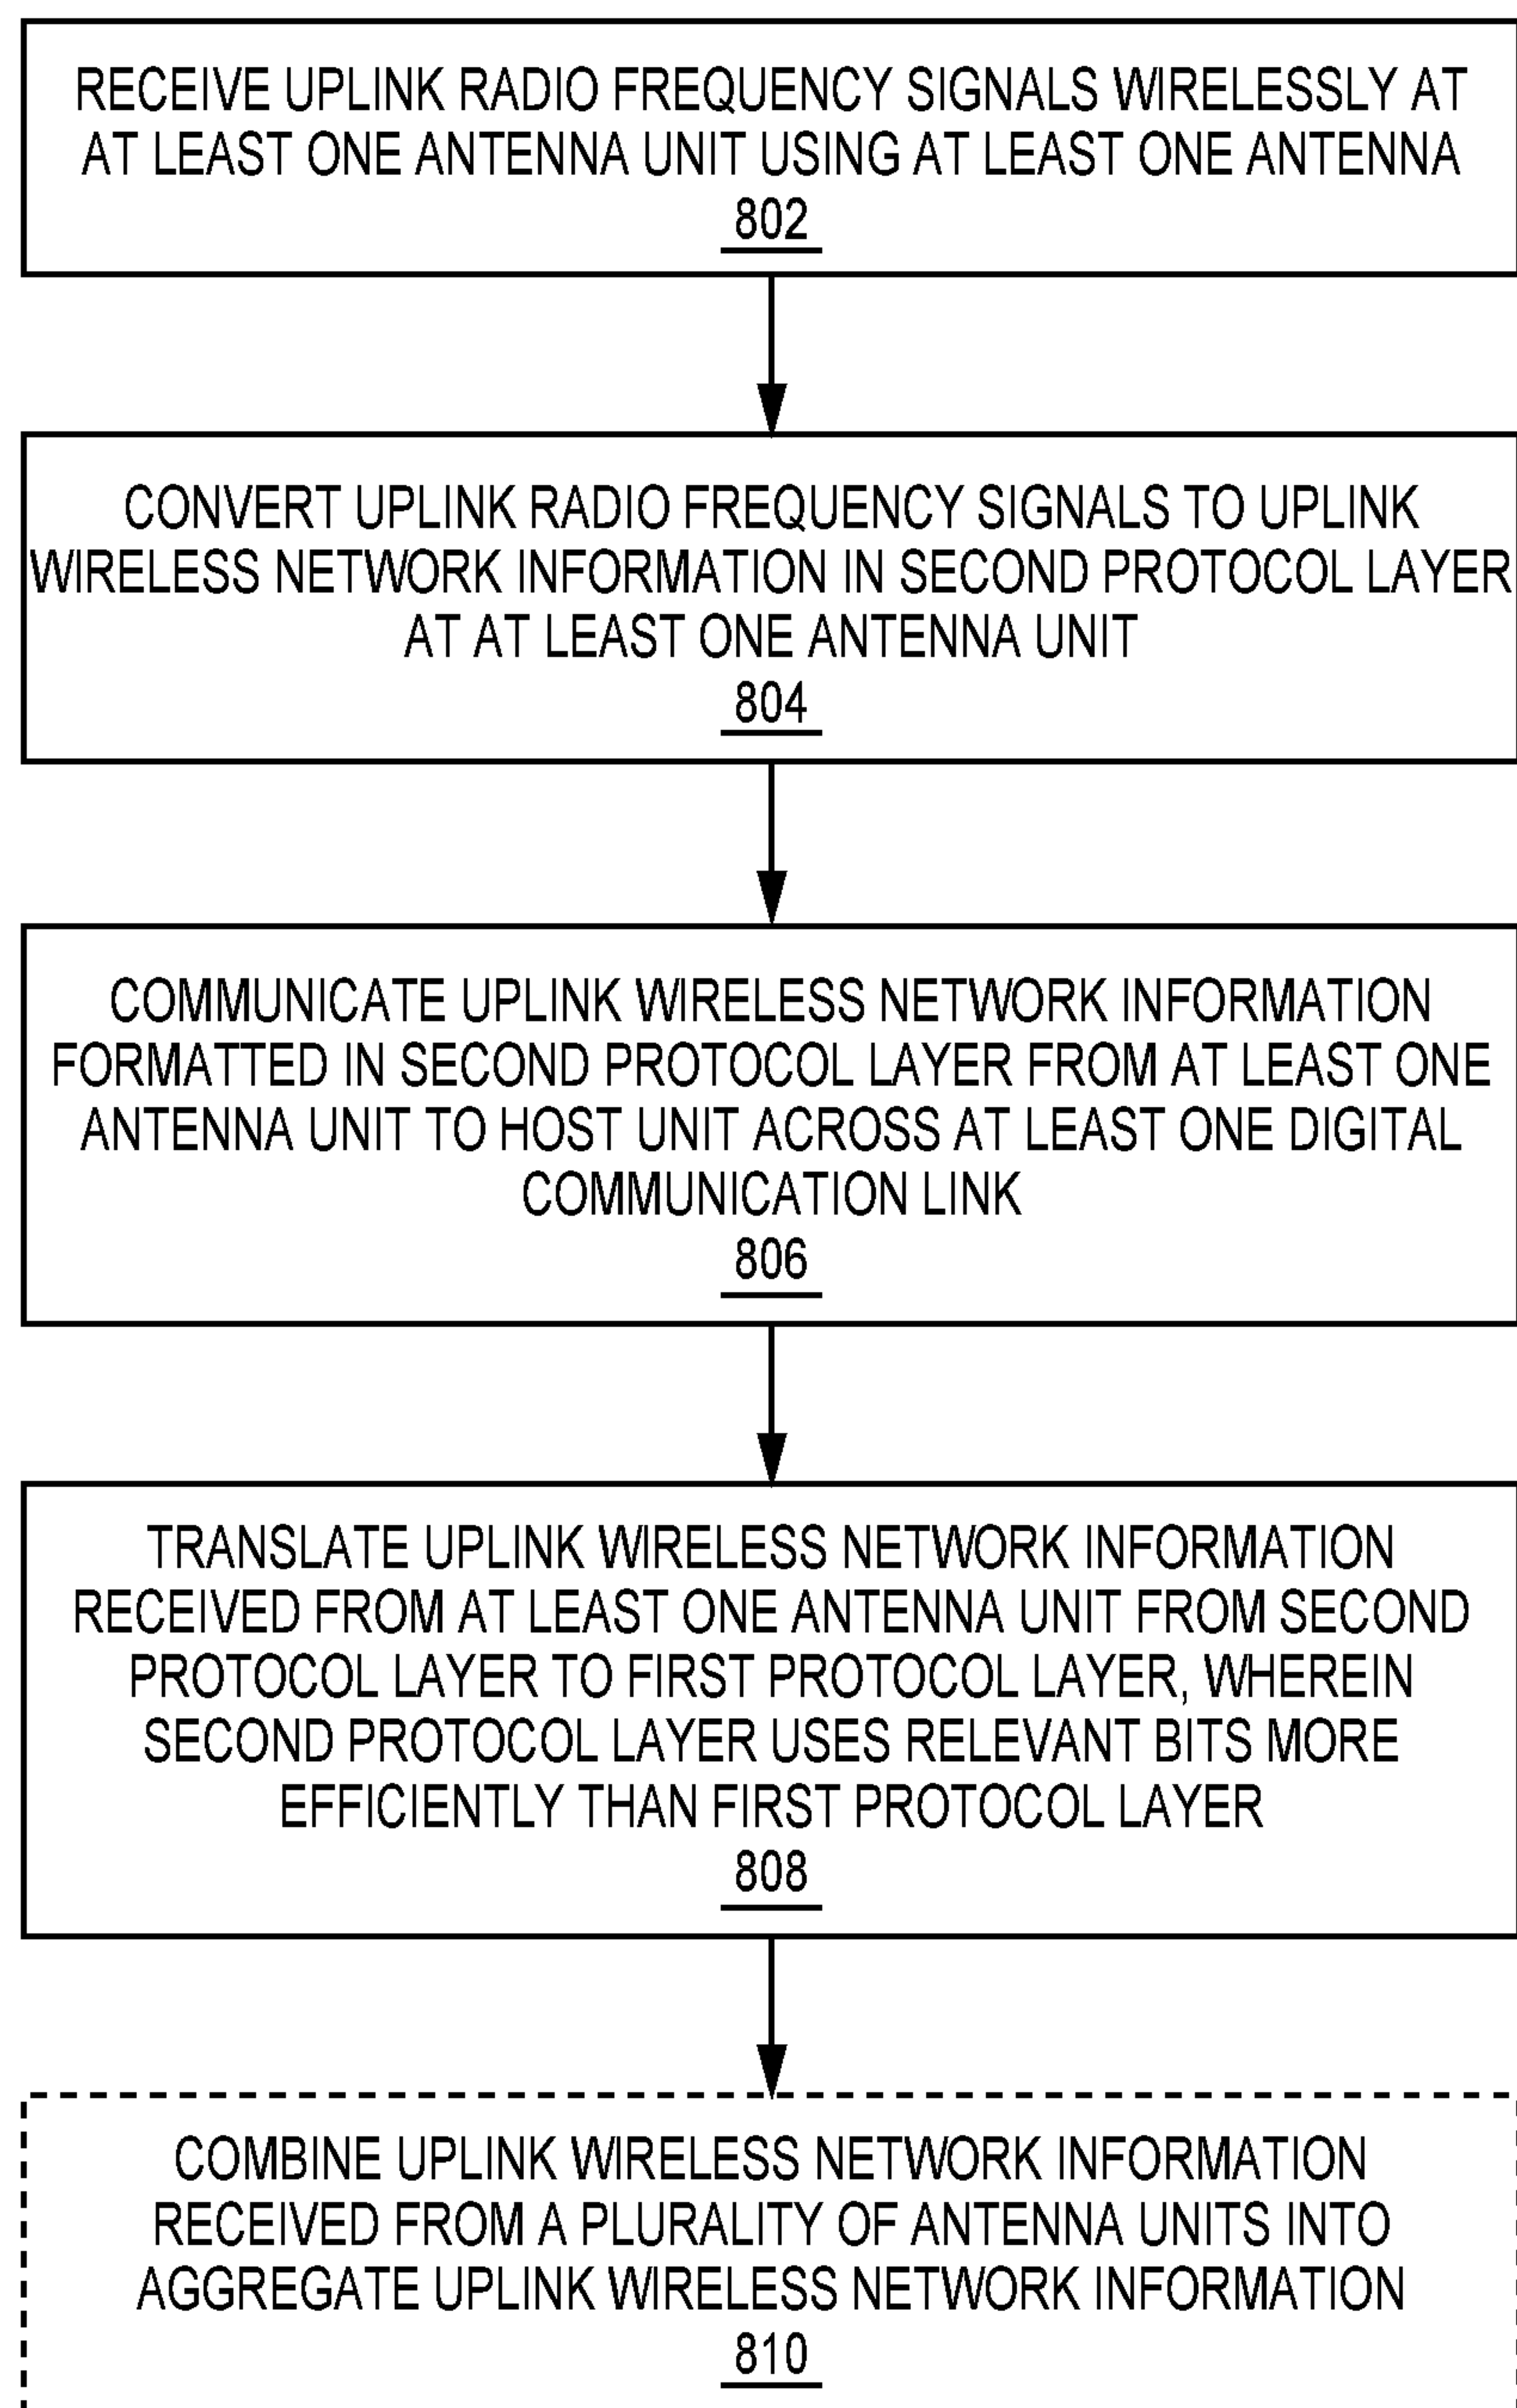 RECEIVE UPLINK RADIO FREQUENCY SIGNALS WIRELESSLY AT
AT LEAST ONE ANTENNA UNIT USING AT LEAST ONE ANTENNA
802
CONVERT UPLINK RADIO FREQUENCY SIGNALS TO UPLINK
WIRELESS NETWORK INFORMATION IN SECOND PROTOCOL LAYER
AT AT LEAST ONE ANTENNA UNIT
804
COMMUNICATE UPLINK WIRELESS NETWORK INFORMATION
FORMATTED IN SECOND PROTOCOL LAYER FROM AT LEAST ONE
ANTENNA UNIT TO HOST UNIT ACROSS AT LEAST ONE DIGITAL
COMMUNICATION LINK
806
TRANSLATE UPLINK WIRELESS NETWORK INFORMATION
RECEIVED FROM AT LEAST ONE ANTENNA UNIT FROM SECOND
PROTOCOL LAYER TO FIRST PROTOCOL LAYER, WHEREIN
SECOND PROTOCOL LAYER USES RELEVANT BITS MORE
EFFICIENTLY THAN FIRST PROTOCOL LAYER
808
COMBINE UPLINK WIRELESS NETWORK INFORMATION
RECEIVED FROM A PLURALITY OF ANTENNA UNITS INTO
AGGREGATE UPLINK WIRELESS NETWORK INFORMATION
810